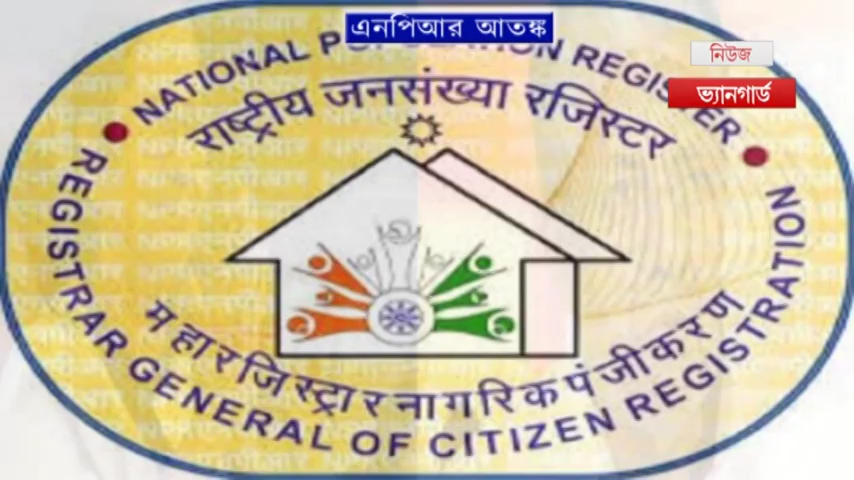 এনপিআর আতঙ্ক
নিউজ
ভ্যানগার্ড
NATIONAL POPULATION REGISTER
राष्ट्रीय जनसंख्या रजिस्टर
महारजिस्ट्रार नागरिक पंजीकरण
REGISTRAR GENERAL OF CITIZEN REGISTRATION